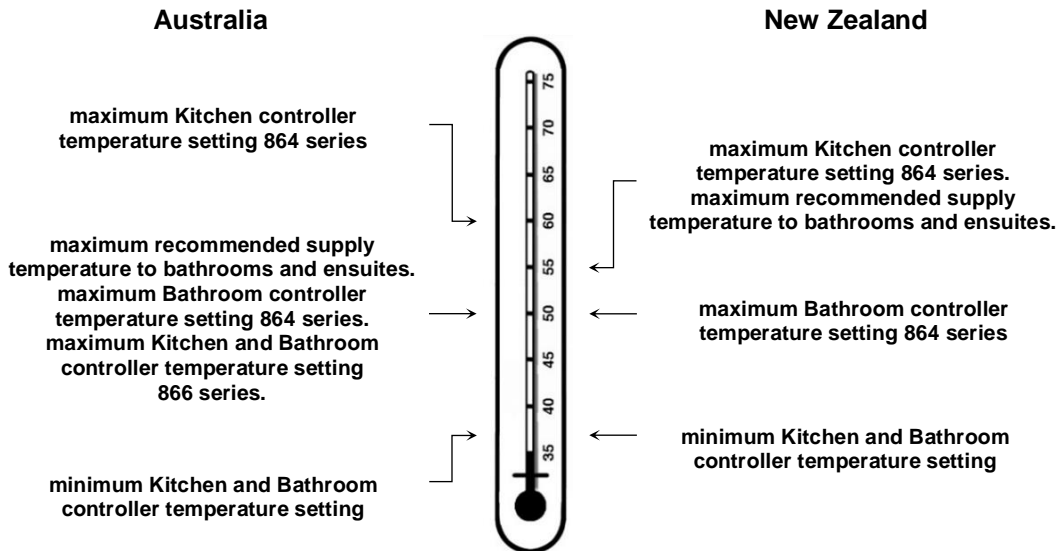 Australia
maximum Kitchen controller
temperature setting 864 series
maximum recommended supply
temperature to bathrooms and ensuites.
maximum Bathroom controller
temperature setting 864 series.
maximum Kitchen and Bathroom
controller temperature setting
866 series.
minimum Kitchen and Bathroom
controller temperature setting
75
70
65
60
55
50
45
40
35
New Zealand
maximum Kitchen controller
temperature setting 864 series.
maximum recommended supply
temperature to bathrooms and ensuites.
maximum Bathroom controller
temperature setting 864 series
minimum Kitchen and Bathroom
controller temperature setting